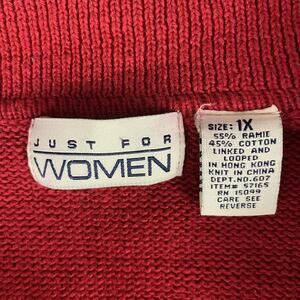 JUST FOR
WOMEN
SIZE: 1X
55% RAMIE
45% COTTON
LINKED AND
LOOPED
IN HONG KONG
KNIT IN CHINA
DEPT.NO.607
ITEM# 57165
RN 15099
CARE SEE
REVERSE